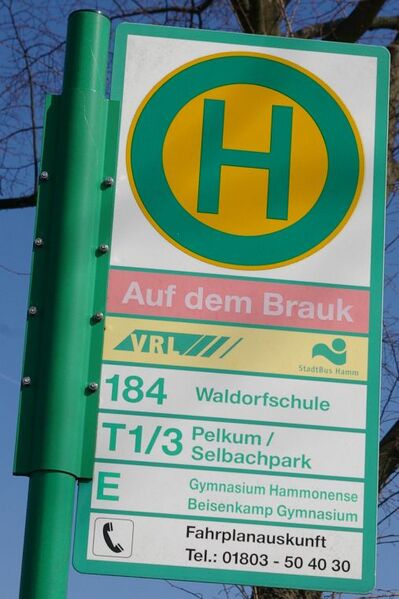 H
Auf dem Brauk
VRL
StadtBus Hamm
184 Waldorfschule
T1/3 Pelkum /
Selbachpark
E Gymnasium Hammonense
Beisenkamp Gymnasium
Fahrplanauskunft
Tel.: 01803 - 50 40 30